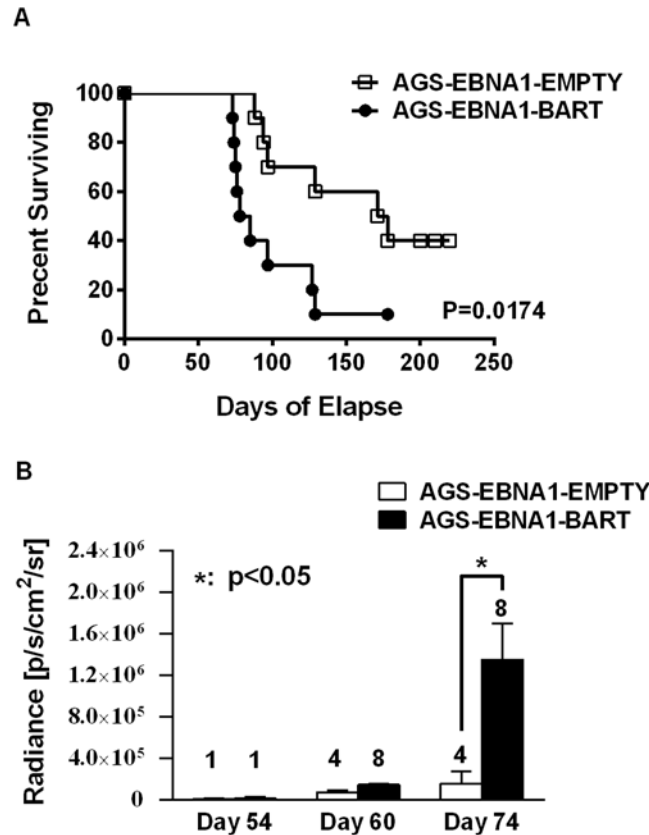 A
AGS-EBNA1-EMPTY
AGS-EBNA1-BART
Precent Surviving
100
80
60
40
20
0
P=0.0174
0 50 100 150 200 250
Days of Elapse
B
AGS-EBNA1-EMPTY
AGS-EBNA1-BART
Radiance [p/s/cm²/sr]
2.4×10⁶
2.0×10⁶
1.6×10⁶
1.2×10⁶
8.0×10⁵
4.0×10⁵
0
*: p<0.05
*
1 1 4 8 4 8
Day 54 Day 60 Day 74